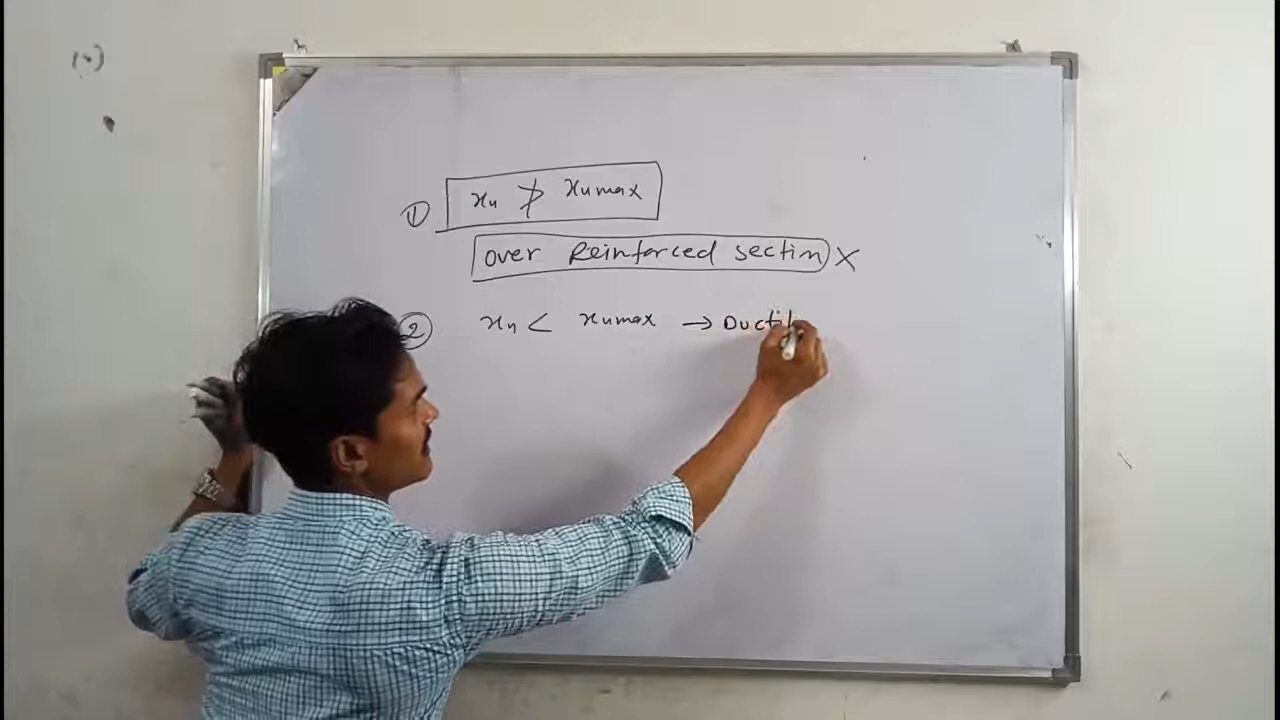 ① xu ≯ xumax
over Reinforced section X
② xu < xumax → Ductil